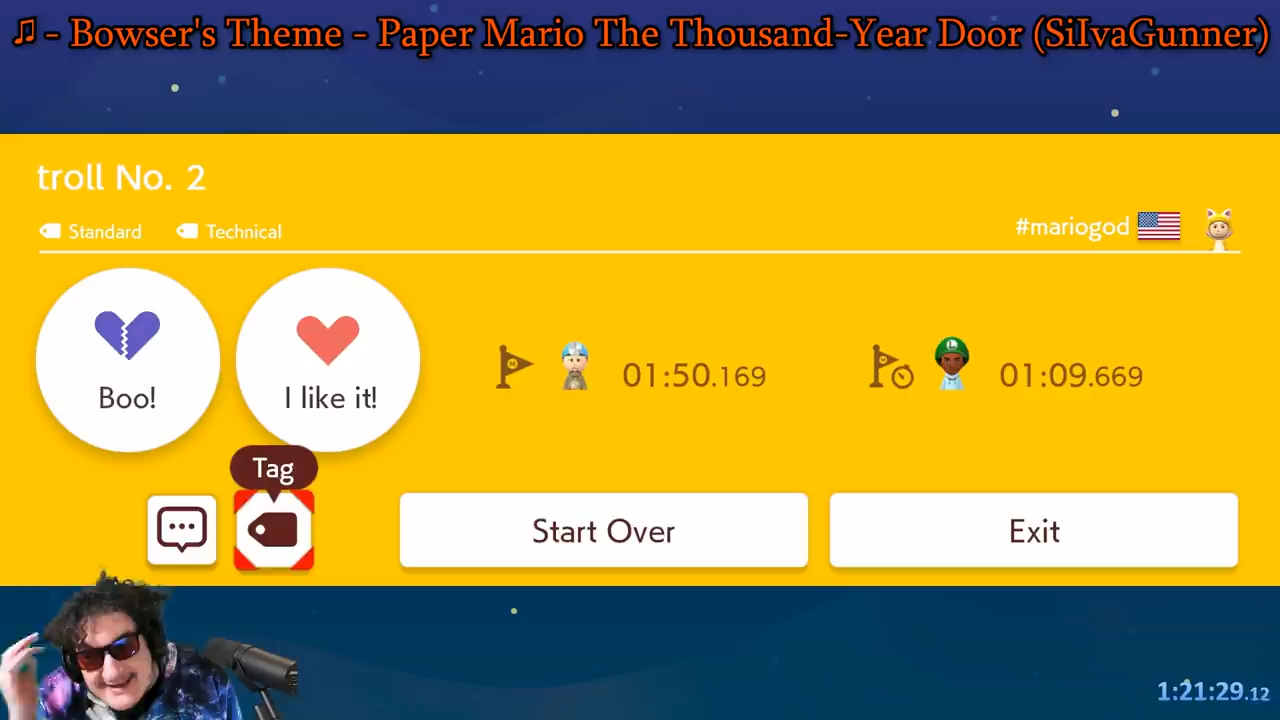 ♫ - Bowser's Theme - Paper Mario The Thousand-Year Door (SiIvaGunner)
troll No. 2
Standard Technical
#mariogod
Boo!
I like it!
M
01:50.169
M
L
01:09.669
Tag
Start Over
Exit
1:21:29.12